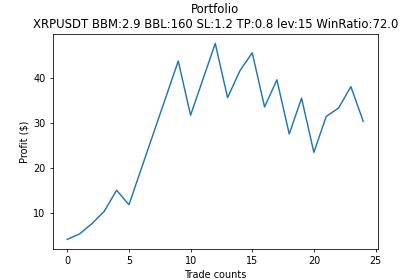 Portfolio
XRPUSDT BBM:2.9 BBL:160 SL:1.2 TP:0.8 lev:15 WinRatio:72.0
Profit ($)
40
30
20
10
0
5
10
15
20
25
Trade counts